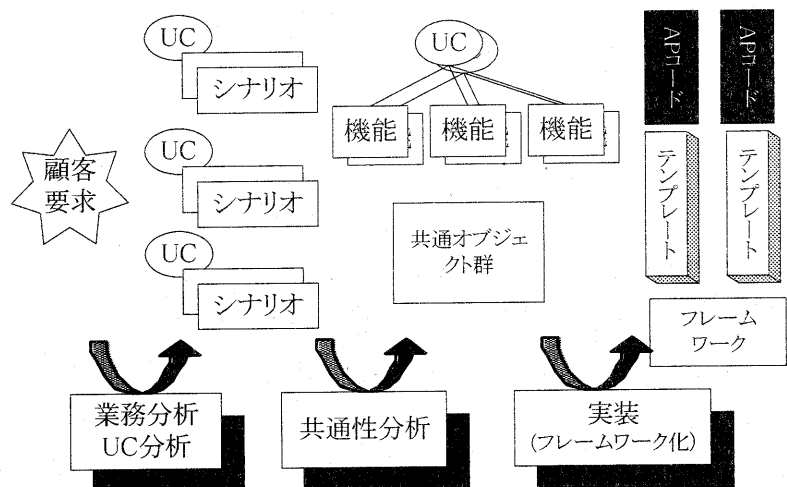 顧客
要求
UC
シナリオ
UC
シナリオ
UC
シナリオ
UC
機能
機能
機能
共通オブジェ
クト群
APコード
APコード
テンプレート
テンプレート
フレーム
ワーク
業務分析
UC分析
共通性分析
実装
(フレームワーク化)